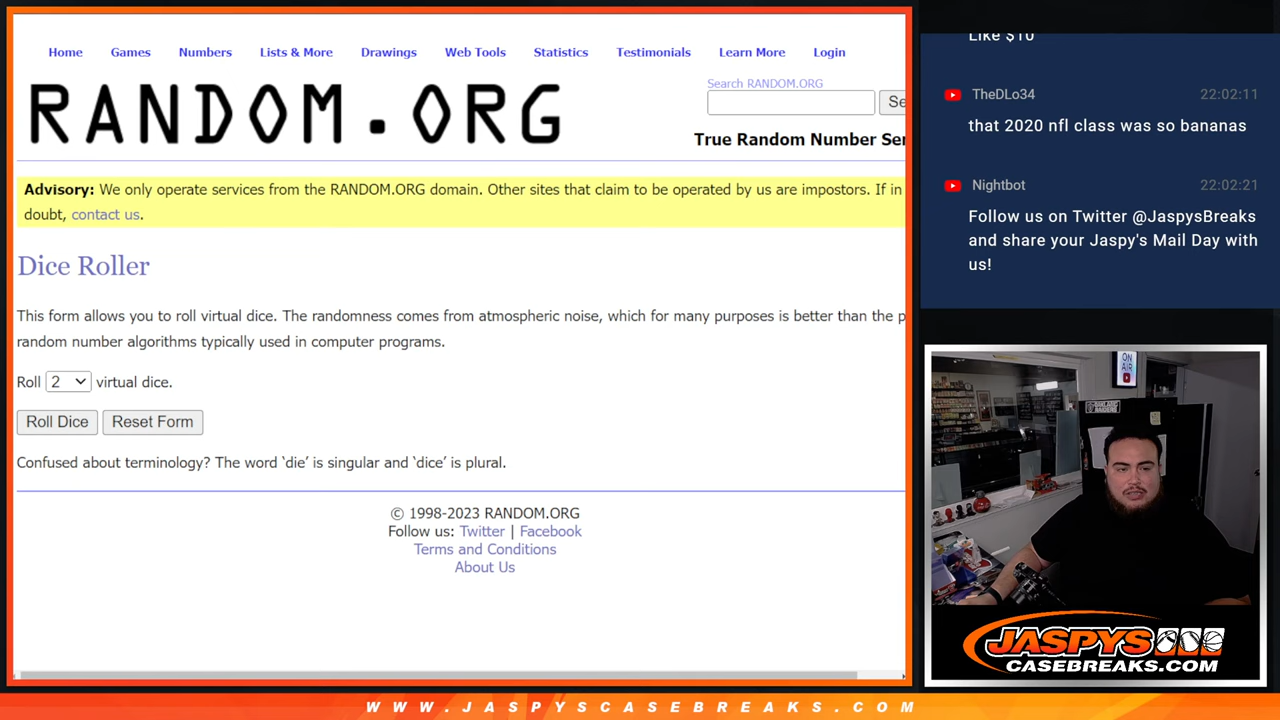 Home Games Numbers Lists & More Drawings Web Tools Statistics Testimonials Learn More Login
RANDOM.ORG
Search RANDOM.ORG
Se
True Random Number Ser
Advisory: We only operate services from the RANDOM.ORG domain. Other sites that claim to be operated by us are impostors. If in
doubt, contact us.
Dice Roller
This form allows you to roll virtual dice. The randomness comes from atmospheric noise, which for many purposes is better than the p
random number algorithms typically used in computer programs.
Roll 2 virtual dice.
Roll Dice Reset Form
Confused about terminology? The word ‘die’ is singular and ‘dice’ is plural.
© 1998-2023 RANDOM.ORG
Follow us: Twitter | Facebook
Terms and Conditions
About Us
Like $10
TheDLo34 22:02:11
that 2020 nfl class was so bananas
Nightbot 22:02:21
Follow us on Twitter @JaspysBreaks
and share your Jaspy's Mail Day with
us!
ON
AIR
JASPYS
CASEBREAKS.COM
WWW.JASPYSCASEBREAKS.COM